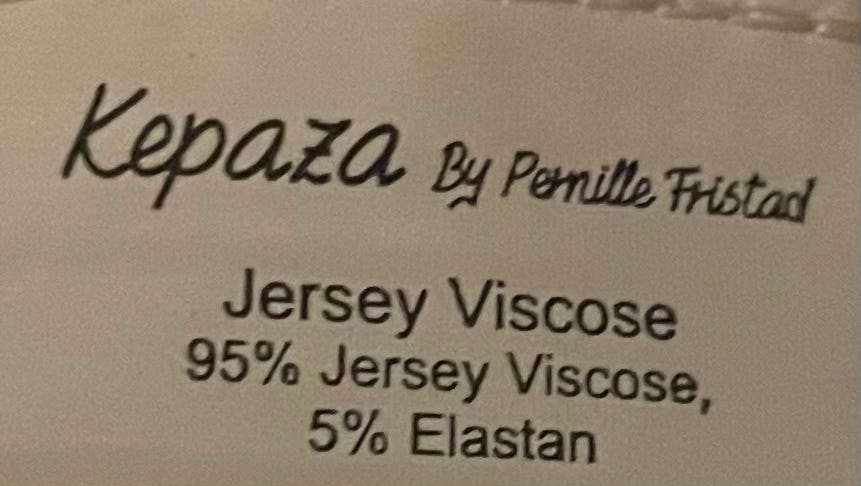 Kepaza By Pernille Fristad
Jersey Viscose
95% Jersey Viscose,
5% Elastan